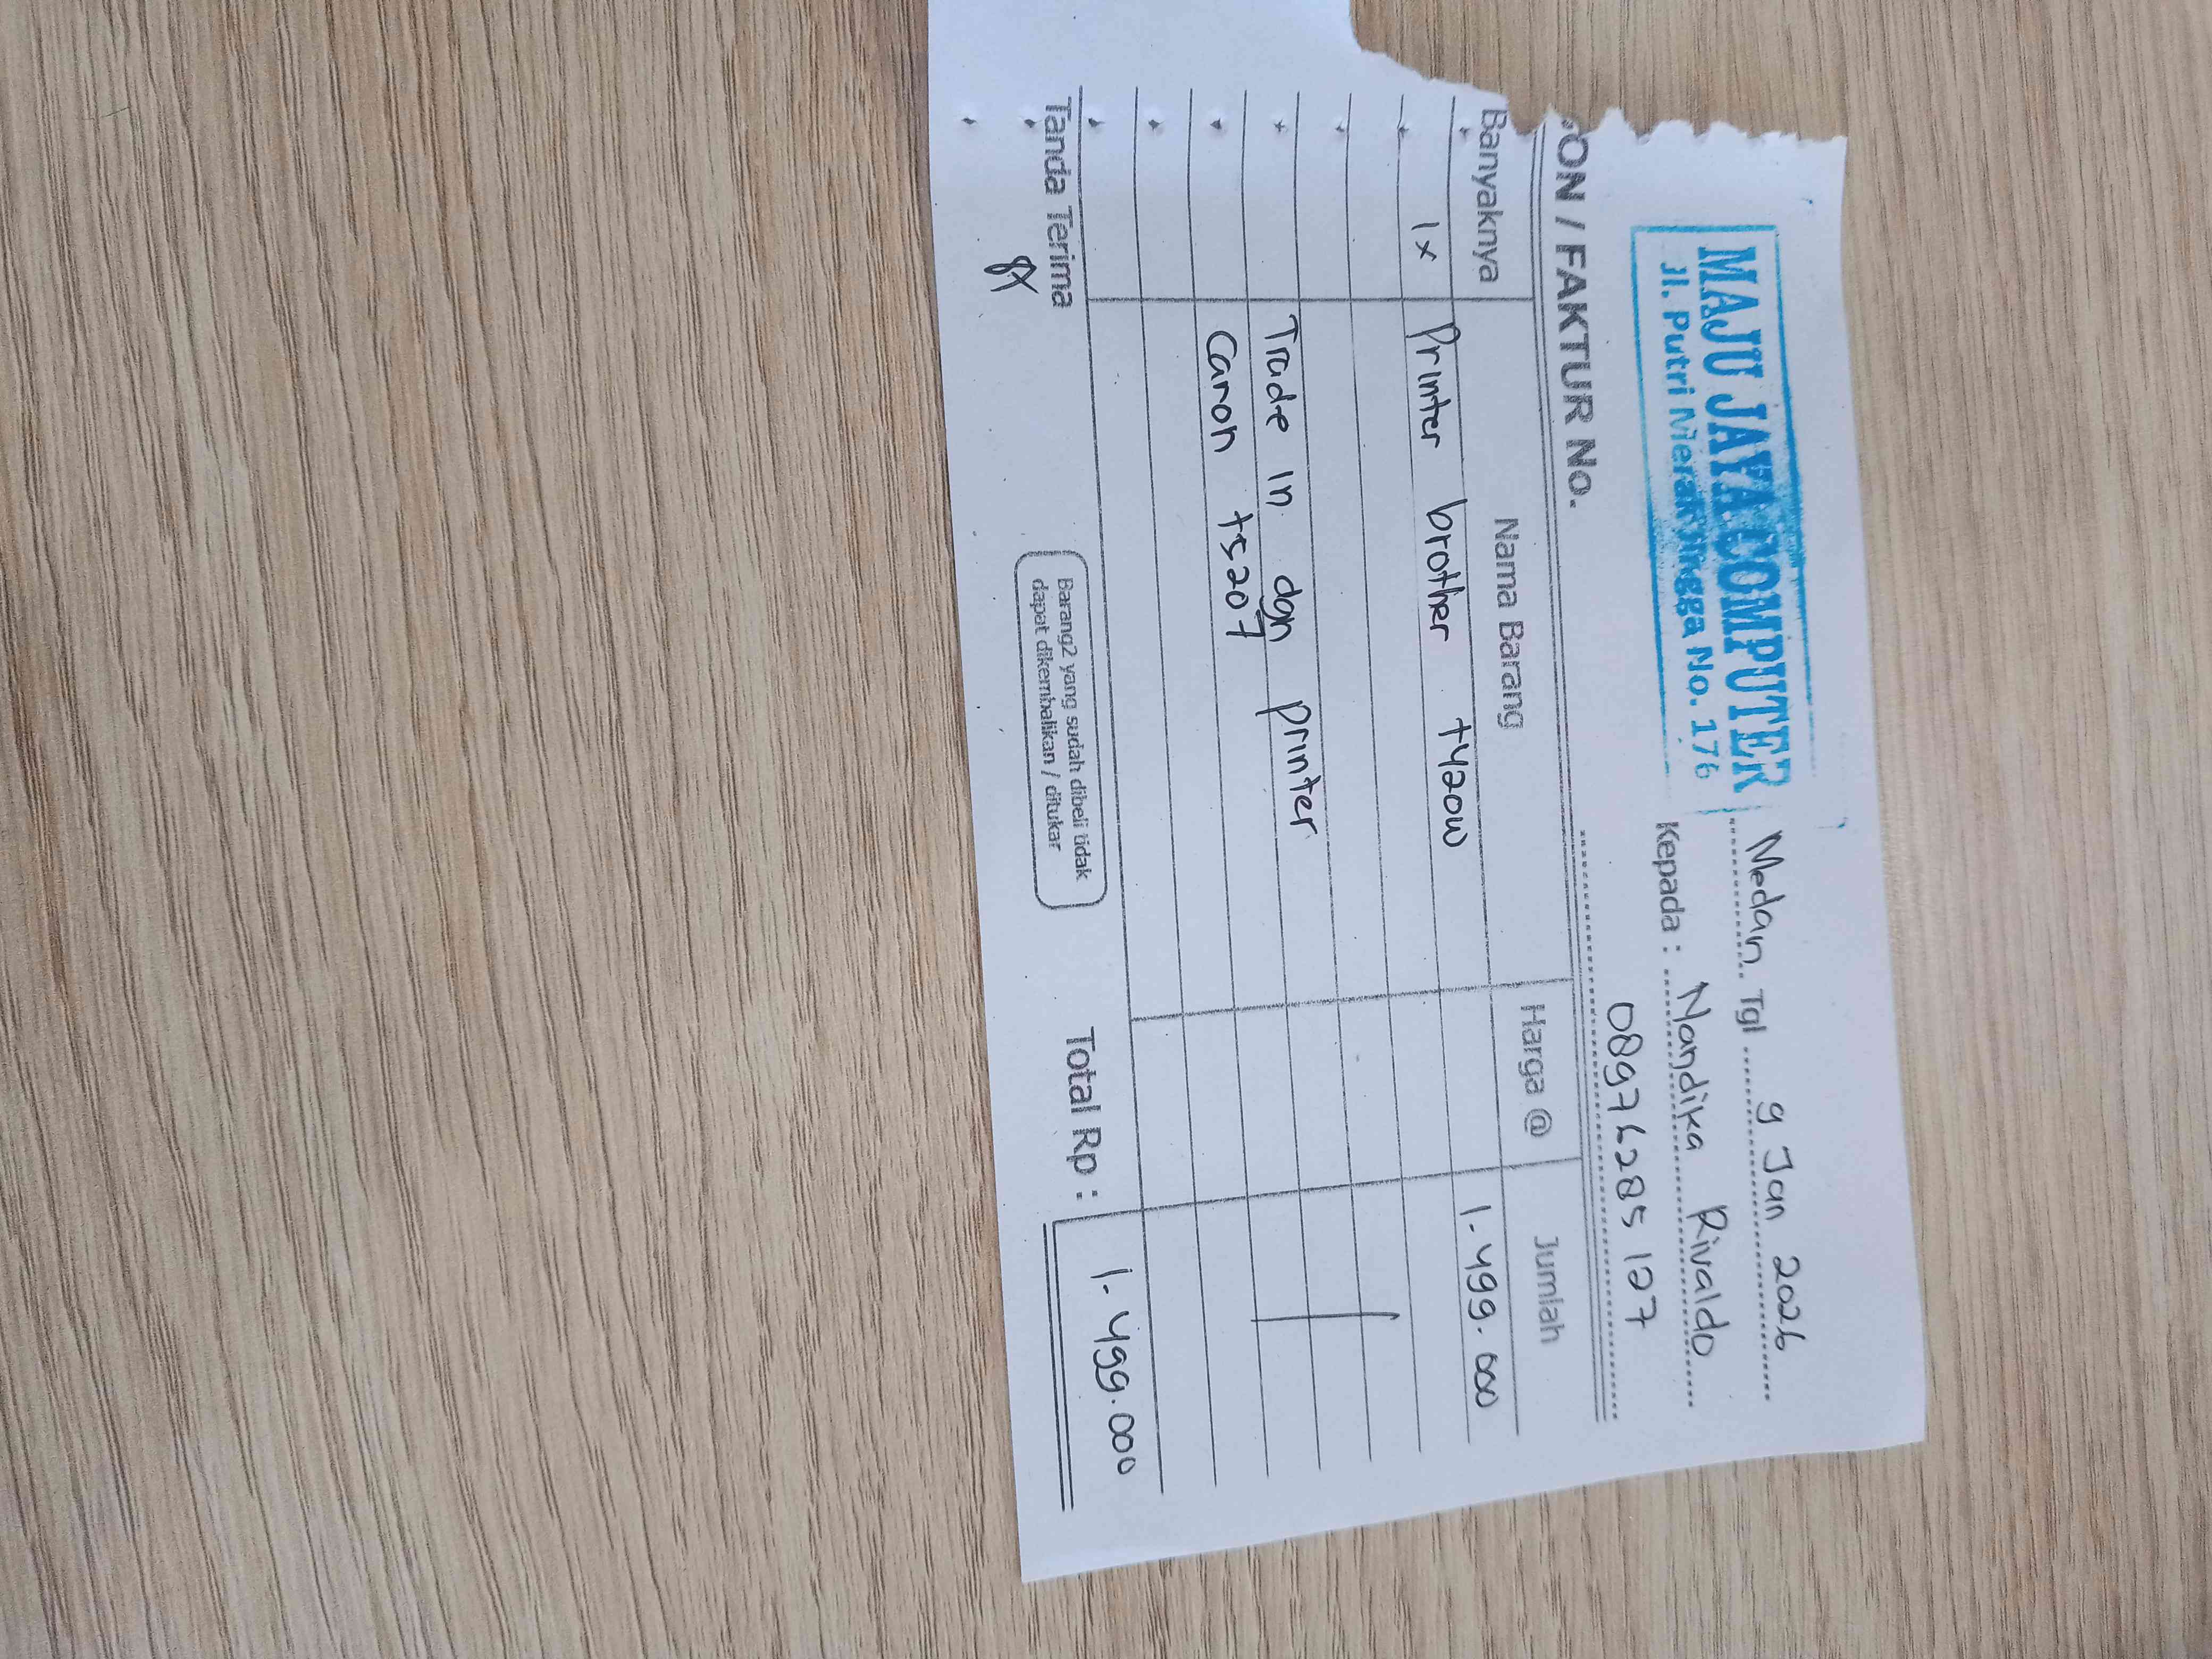 MAJU JAYA COMPUTER
Jl. Putri Merak Jingga No. 176
Medan Tgl 9 Jan 2026
Kepada : Nandika Rivaldo
089762285127
ON / FAKTUR NO.
Banyaknya Nama Barang Harga @ Jumlah
1x Printer brother t420w 1.499.000
Trade in dgn printer
Canon ts207
Tanda Terima
Barang2 yang sudah dibeli tidak
dapat dikembalikan / ditukar
Total Rp : 1.499.000